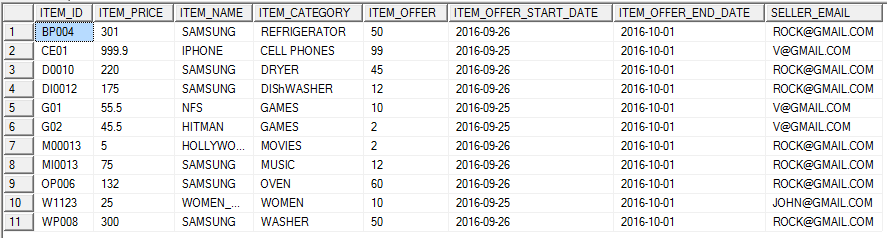 ITEM_ID ITEM_PRICE ITEM_NAME ITEM_CATEGORY ITEM_OFFER ITEM_OFFER_START_DATE ITEM_OFFER_END_DATE SELLER_EMAIL
1 BP004 301 SAMSUNG REFRIGERATOR 50 2016-09-26 2016-10-01 ROCK@GMAIL.COM
2 CE01 999.9 IPHONE CELL PHONES 99 2016-09-25 2016-10-01 V@GMAIL.COM
3 D0010 220 SAMSUNG DRYER 45 2016-09-26 2016-10-01 ROCK@GMAIL.COM
4 DI0012 175 SAMSUNG DIShWASHER 12 2016-09-26 2016-10-01 ROCK@GMAIL.COM
5 G01 55.5 NFS GAMES 10 2016-09-25 2016-10-01 V@GMAIL.COM
6 G02 45.5 HITMAN GAMES 2 2016-09-25 2016-10-01 V@GMAIL.COM
7 M00013 5 HOLLYWO... MOVIES 2 2016-09-26 2016-10-01 ROCK@GMAIL.COM
8 MI0013 75 SAMSUNG MUSIC 12 2016-09-26 2016-10-01 ROCK@GMAIL.COM
9 OP006 132 SAMSUNG OVEN 60 2016-09-26 2016-10-01 ROCK@GMAIL.COM
10 W1123 25 WOMEN_... WOMEN 10 2016-09-25 2016-10-01 JOHN@GMAIL.COM
11 WP008 300 SAMSUNG WASHER 50 2016-09-26 2016-10-01 ROCK@GMAIL.COM